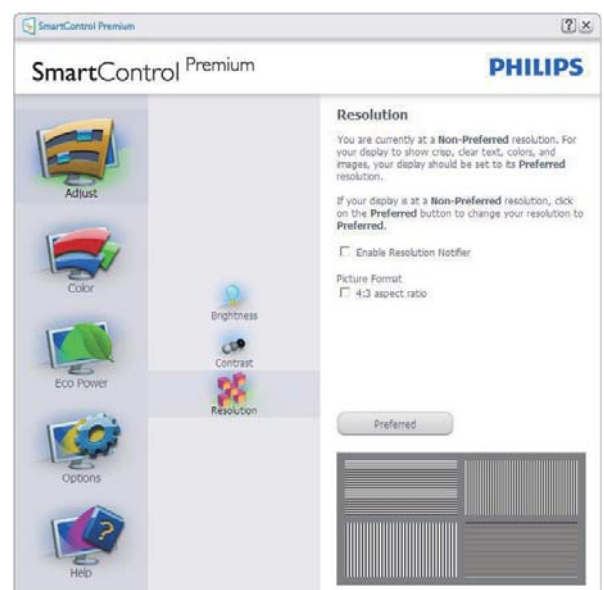 SmartControl Premium
SmartControl Premium
PHILIPS
Adjust
Color
Eco Power
Options
Help
Brightness
Contrast
Resolution
Resolution
You are currently at a Non-Preferred resolution. For
your display to show crisp, clear text, colors, and
images, your display should be set to its Preferred
resolution.
If your display is at a Non-Preferred resolution, click
on the Preferred button to change your resolution to
Preferred.
Enable Resolution Notifier
Picture Format
4:3 aspect ratio
Preferred